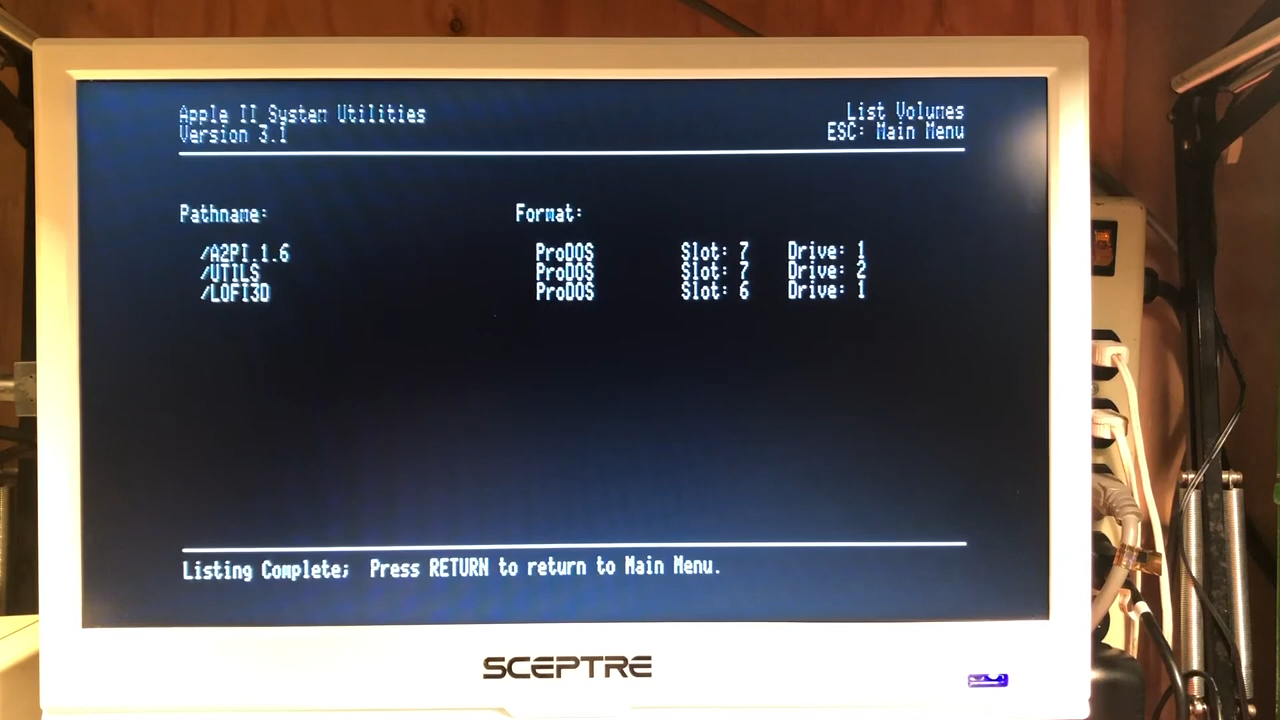 Apple II System Utilities List Volumes
Version 3.1 ESC: Main Menu
Pathname: Format:
/A2PI.1.6 ProDOS Slot: 7 Drive: 1
/UTILS ProDOS Slot: 7 Drive: 2
/LOFI3D ProDOS Slot: 6 Drive: 1
Listing Complete; Press RETURN to return to Main Menu.
SCEPTRE